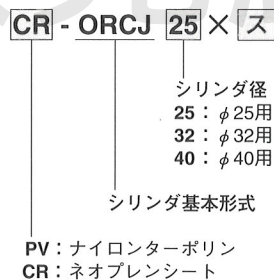 CR - ORCJ 25 × ス
シリンダ径
25：φ25用
32：φ32用
40：φ40用
シリンダ基本形式
PV：ナイロンターポリン
CR：ネオプレンシート